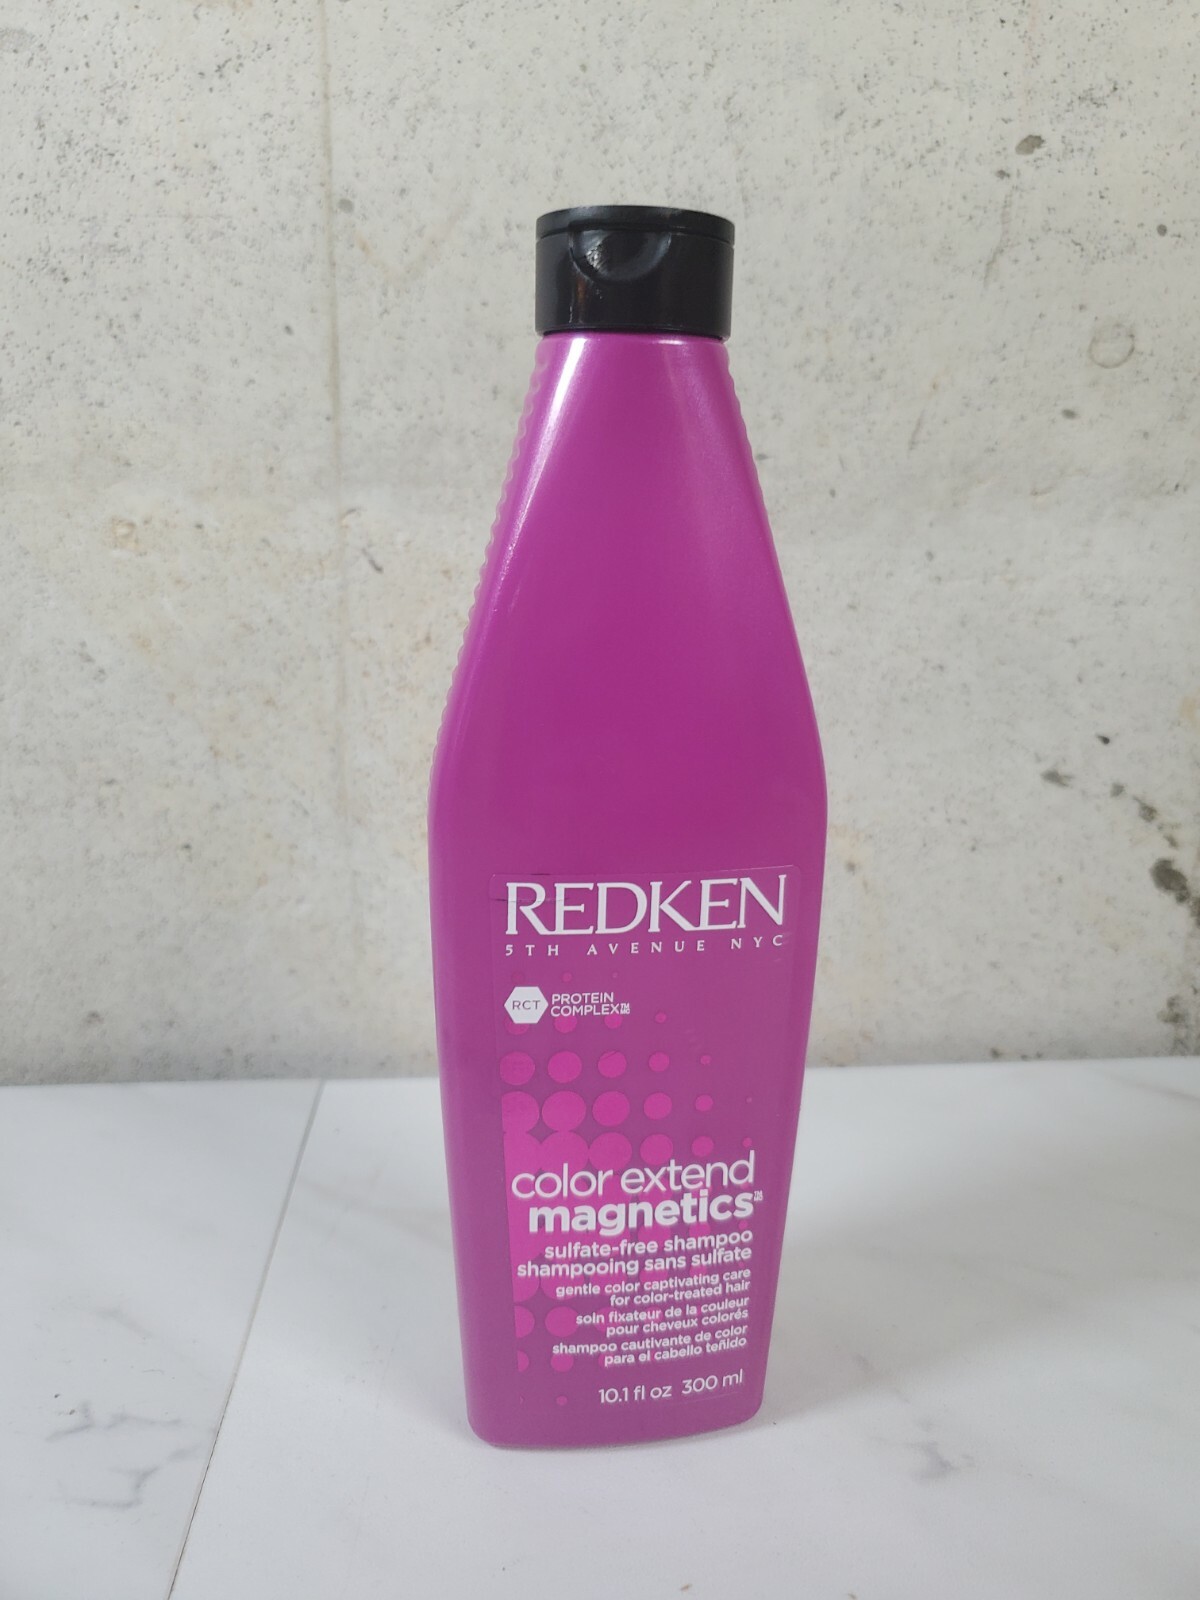 REDKEN
5TH AVENUE NYC
RCT PROTEIN
COMPLEX
color extend
magnetics
sulfate-free shampoo
shampooing sans sulfate
gentle color captivating care
for color-treated hair
soin fixateur de la couleur
pour cheveux colorés
shampoo cautivante de color
para el cabello teñido
10.1 fl oz 300 ml